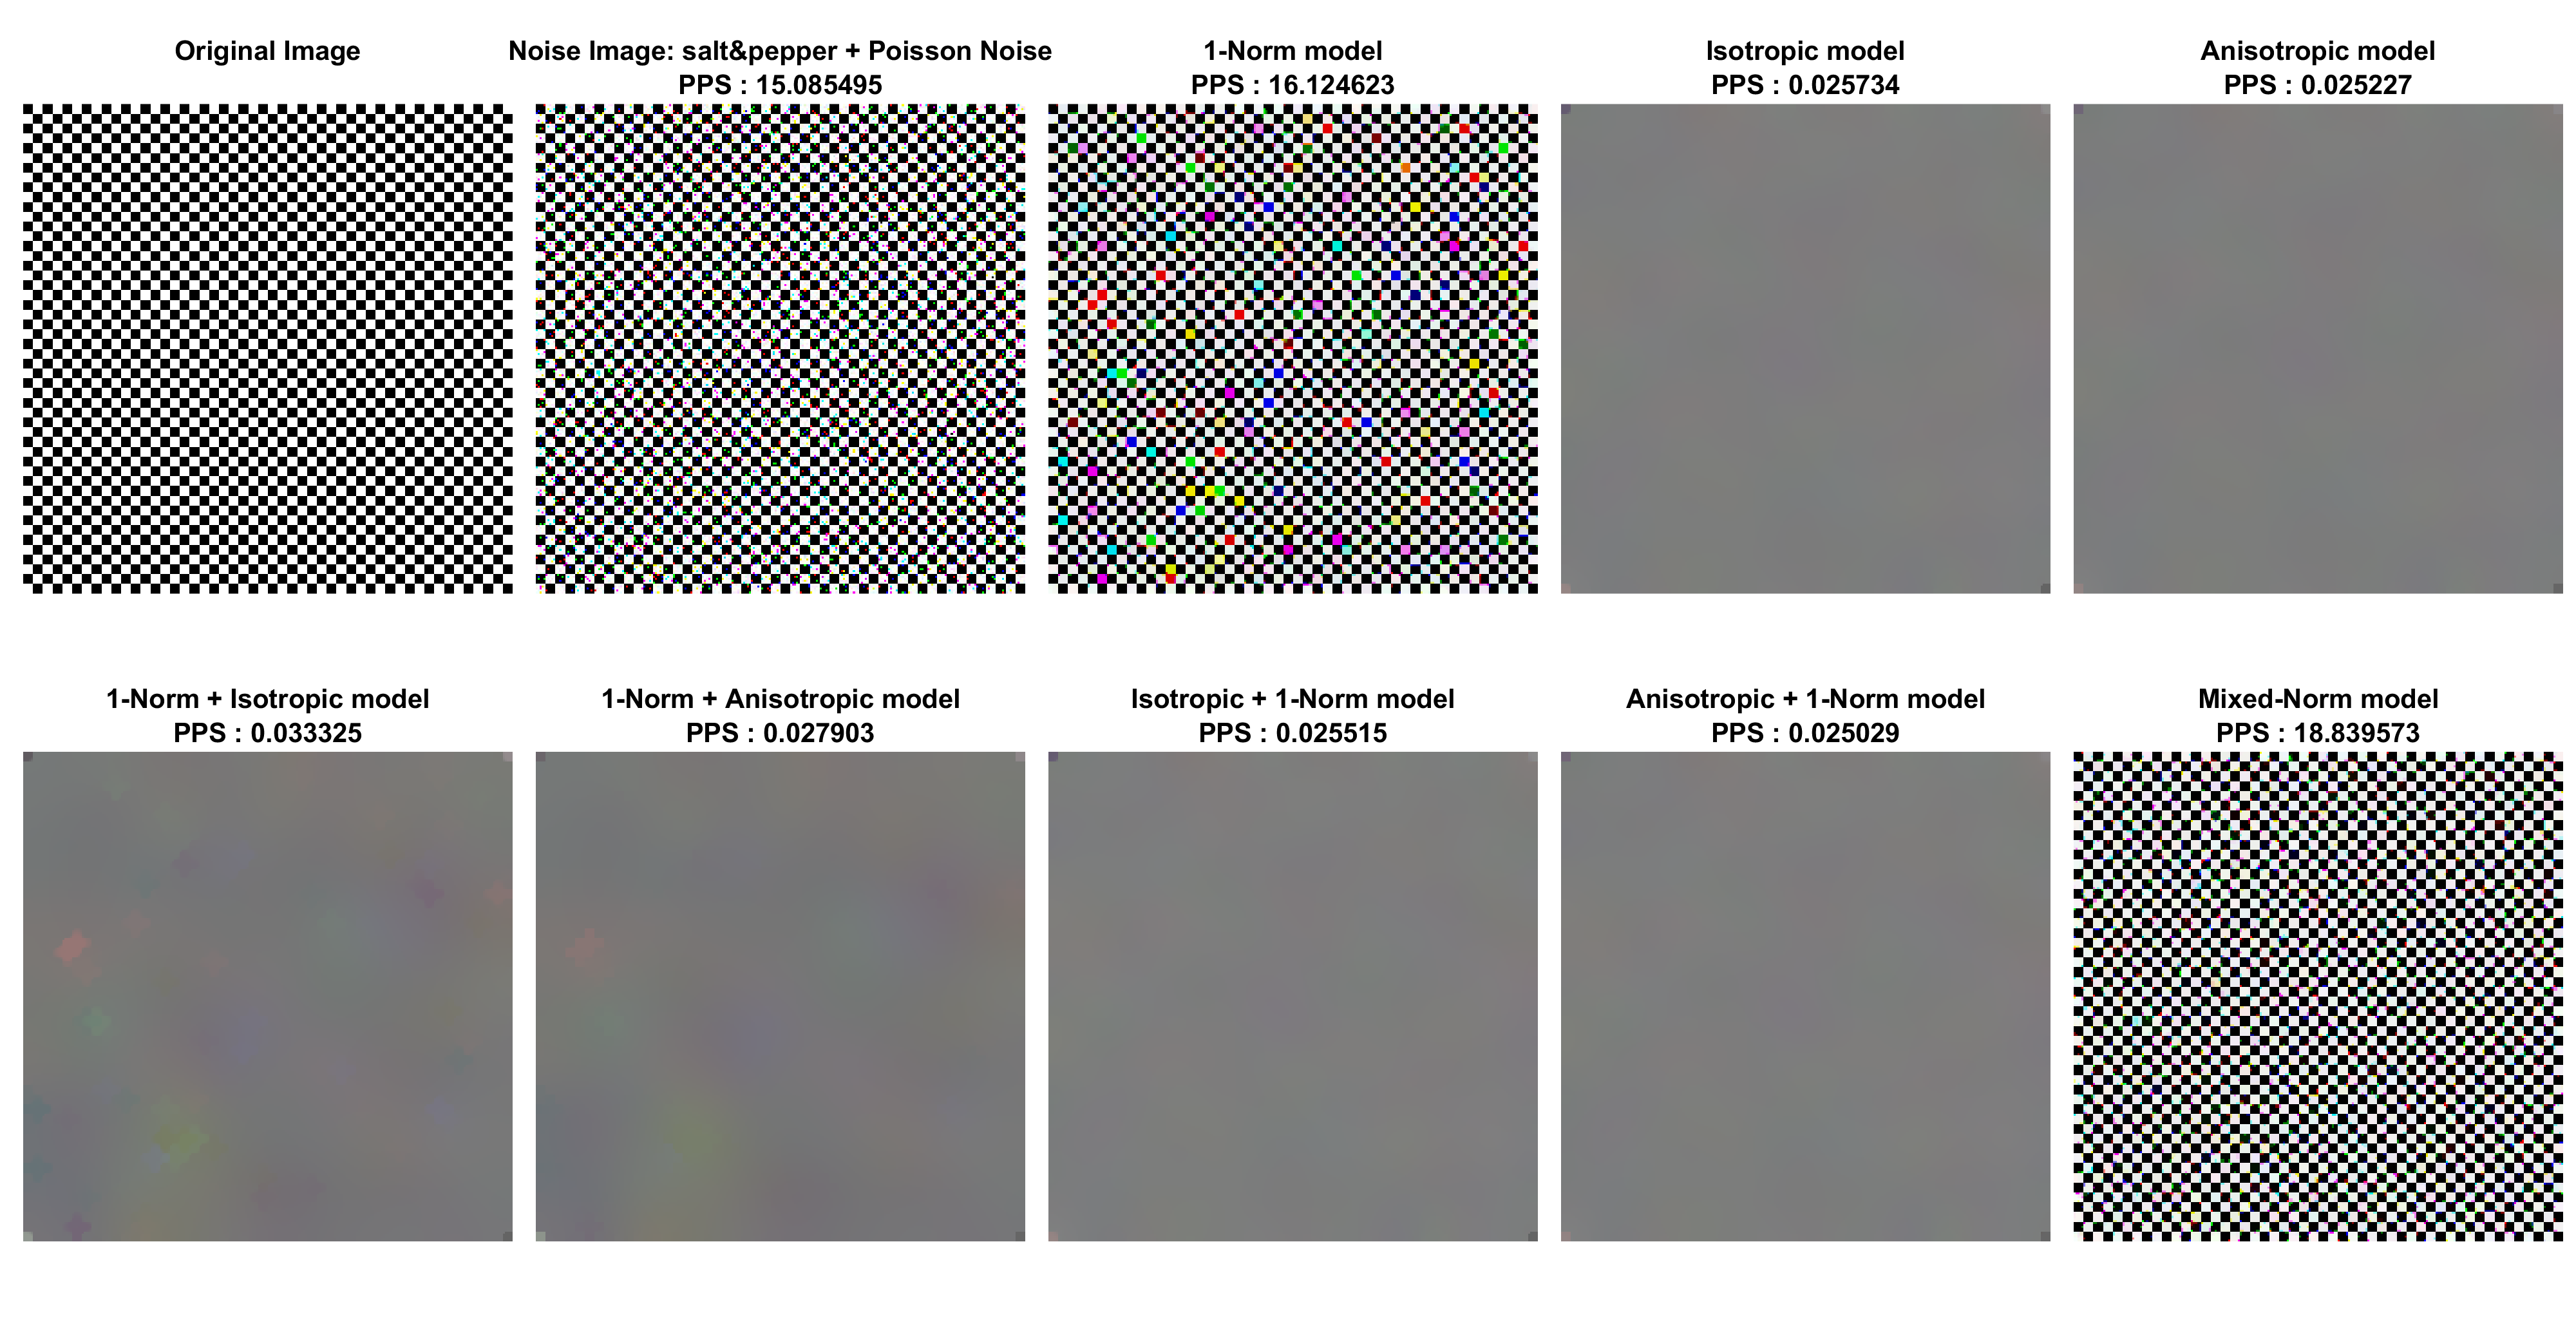 Original Image
Noise Image: salt&pepper + Poisson Noise
PPS : 15.085495
1-Norm model
PPS : 16.124623
Isotropic model
PPS : 0.025734
Anisotropic model
PPS : 0.025227
1-Norm + Isotropic model
PPS : 0.033325
1-Norm + Anisotropic model
PPS : 0.027903
Isotropic + 1-Norm model
PPS : 0.025515
Anisotropic + 1-Norm model
PPS : 0.025029
Mixed-Norm model
PPS : 18.839573